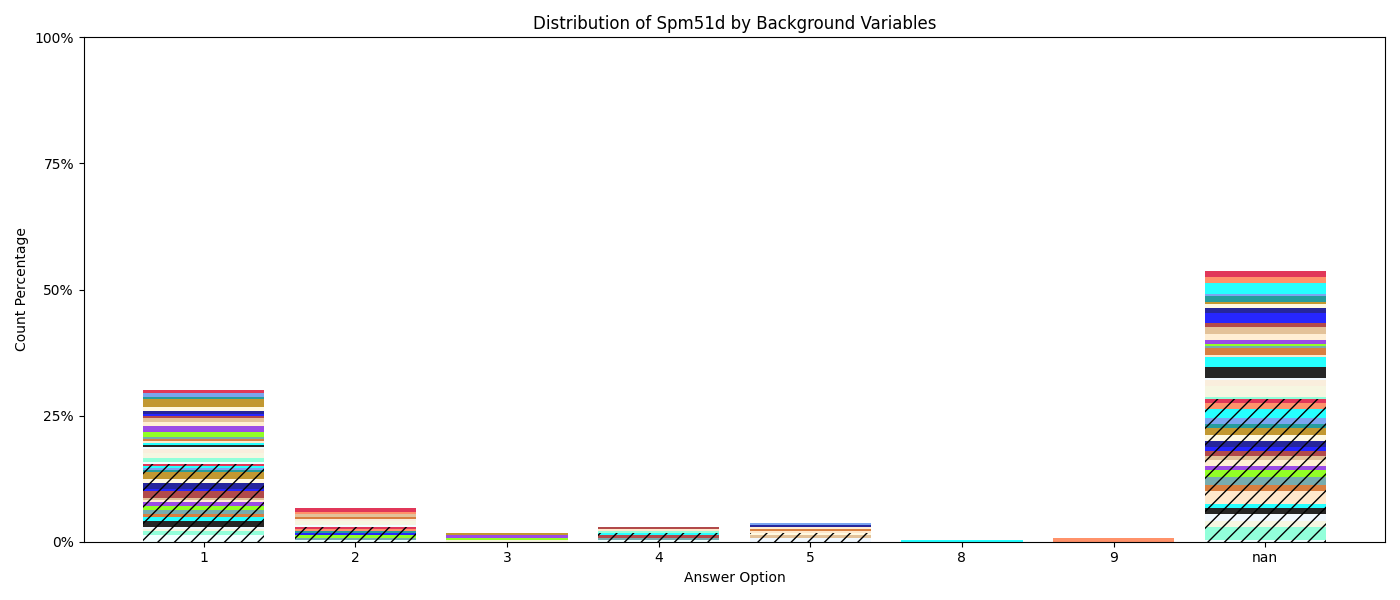 Distribution of Spm51d by Background Variables
100%
75%
50%
25%
0%
Count Percentage
1 2 3 4 5 8 9 nan
Answer Option